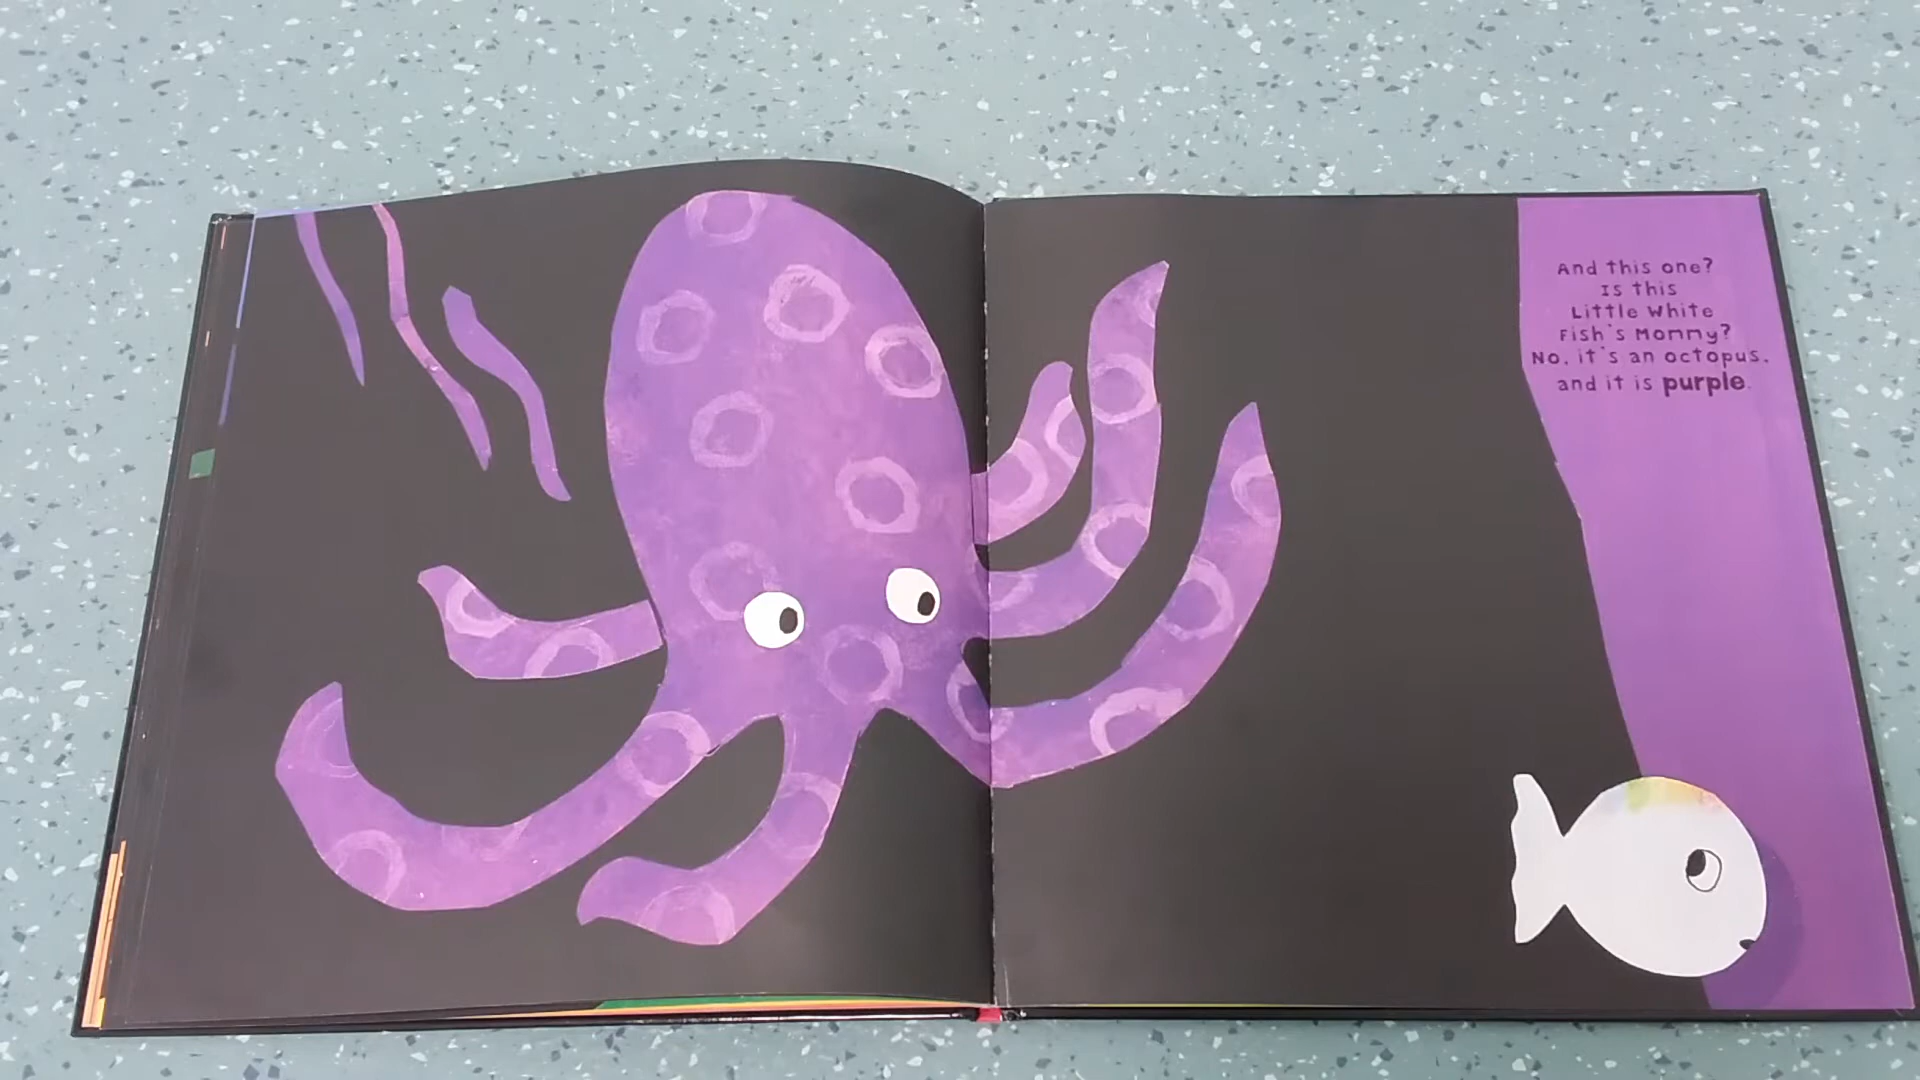 And this one?
Is this
Little White
Fish's Mommy?
No, it's an octopus,
and it is purple.